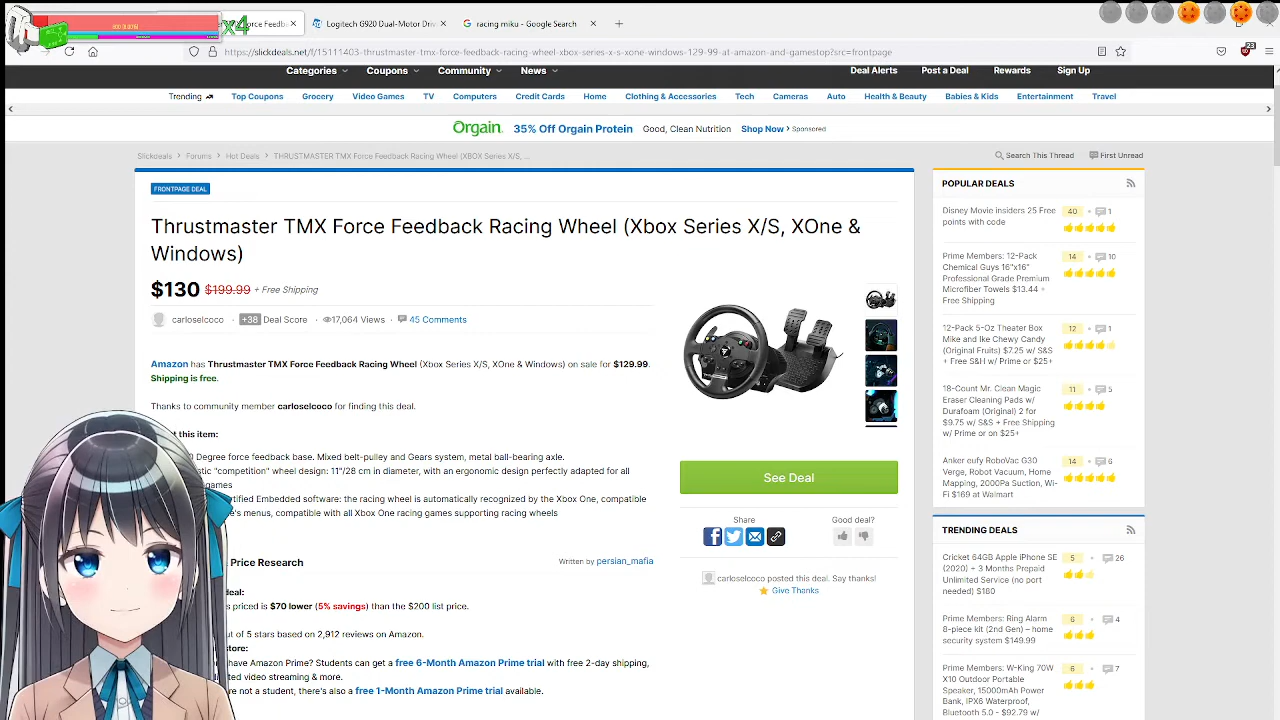 x4
Logitech G920 Dual-Motor Driv
racing miku - Google Search
https://slickdeals.net/f/15111403-thrustmaster-tmx-force-feedback-racing-wheel-xbox-series-x-s-xone-windows-129-99-at-amazon-and-gamestop?src=frontpage
23
Categories
Coupons
Community
News
Deal Alerts
Post a Deal
Rewards
Sign Up
Trending
Top Coupons
Grocery
Video Games
TV
Computers
Credit Cards
Home
Clothing & Accessories
Tech
Cameras
Auto
Health & Beauty
Babies & Kids
Entertainment
Travel
Orgain
35% Off Orgain Protein
Good, Clean Nutrition
Shop Now
Sponsored
Slickdeals > Forums > Hot Deals > THRUSTMASTER TMX Force Feedback Racing Wheel (XBOX Series X/S, ...
Search This Thread
First Unread
FRONTPAGE DEAL
Thrustmaster TMX Force Feedback Racing Wheel (Xbox Series X/S, XOne &
Windows)
$130 $199.99 + Free Shipping
carloselcoco · +38 Deal Score · 17,064 Views · 45 Comments
Amazon has Thrustmaster TMX Force Feedback Racing Wheel (Xbox Series X/S, XOne & Windows) on sale for $129.99.
Shipping is free.
Thanks to community member carloselcoco for finding this deal.
this item:
Degree force feedback base. Mixed belt-pulley and Gears system, metal ball-bearing axle.
"competition" wheel design: 11"/28 cm in diameter, with an ergonomic design perfectly adapted for all
games
Embedded software: the racing wheel is automatically recognized by the Xbox One, compatible
menus, compatible with all Xbox One racing games supporting racing wheels
Price Research
Written by persian_mafia
deal:
priced is $70 lower (5% savings) than the $200 list price.
out of 5 stars based on 2,912 reviews on Amazon.
store:
have Amazon Prime? Students can get a free 6-Month Amazon Prime trial with free 2-day shipping,
video streaming & more.
not a student, there's also a free 1-Month Amazon Prime trial available.
See Deal
Share
Good deal?
carloselcoco posted this deal. Say thanks!
Give Thanks
POPULAR DEALS
Disney Movie insiders 25 Free
points with code
40
1
Prime Members: 12-Pack
Chemical Guys 16"x16"
Professional Grade Premium
Microfiber Towels $13.44 +
Free Shipping
14
10
12-Pack 5-Oz Theater Box
Mike and Ike Chewy Candy
(Original Fruits) $7.25 w/ S&S
+ Free S&H w/ Prime or $25+
12
1
18-Count Mr. Clean Magic
Eraser Cleaning Pads w/
Durafoam (Original) 2 for
$9.75 w/ S&S + Free Shipping
w/ Prime or on $25+
11
5
Anker eufy RoboVac G30
Verge, Robot Vacuum, Home
Mapping, 2000Pa Suction, Wi-
Fi $169 at Walmart
14
6
TRENDING DEALS
Cricket 64GB Apple iPhone SE
(2020) + 3 Months Prepaid
Unlimited Service (no port
needed) $180
5
26
Prime Members: Ring Alarm
8-piece kit (2nd Gen) – home
security system $149.99
6
4
Prime Members: W-King 70W
X10 Outdoor Portable
Speaker, 15000mAh Power
Bank, IPX6 Waterproof,
Bluetooth 5.0 - $92.79 w/
6
7